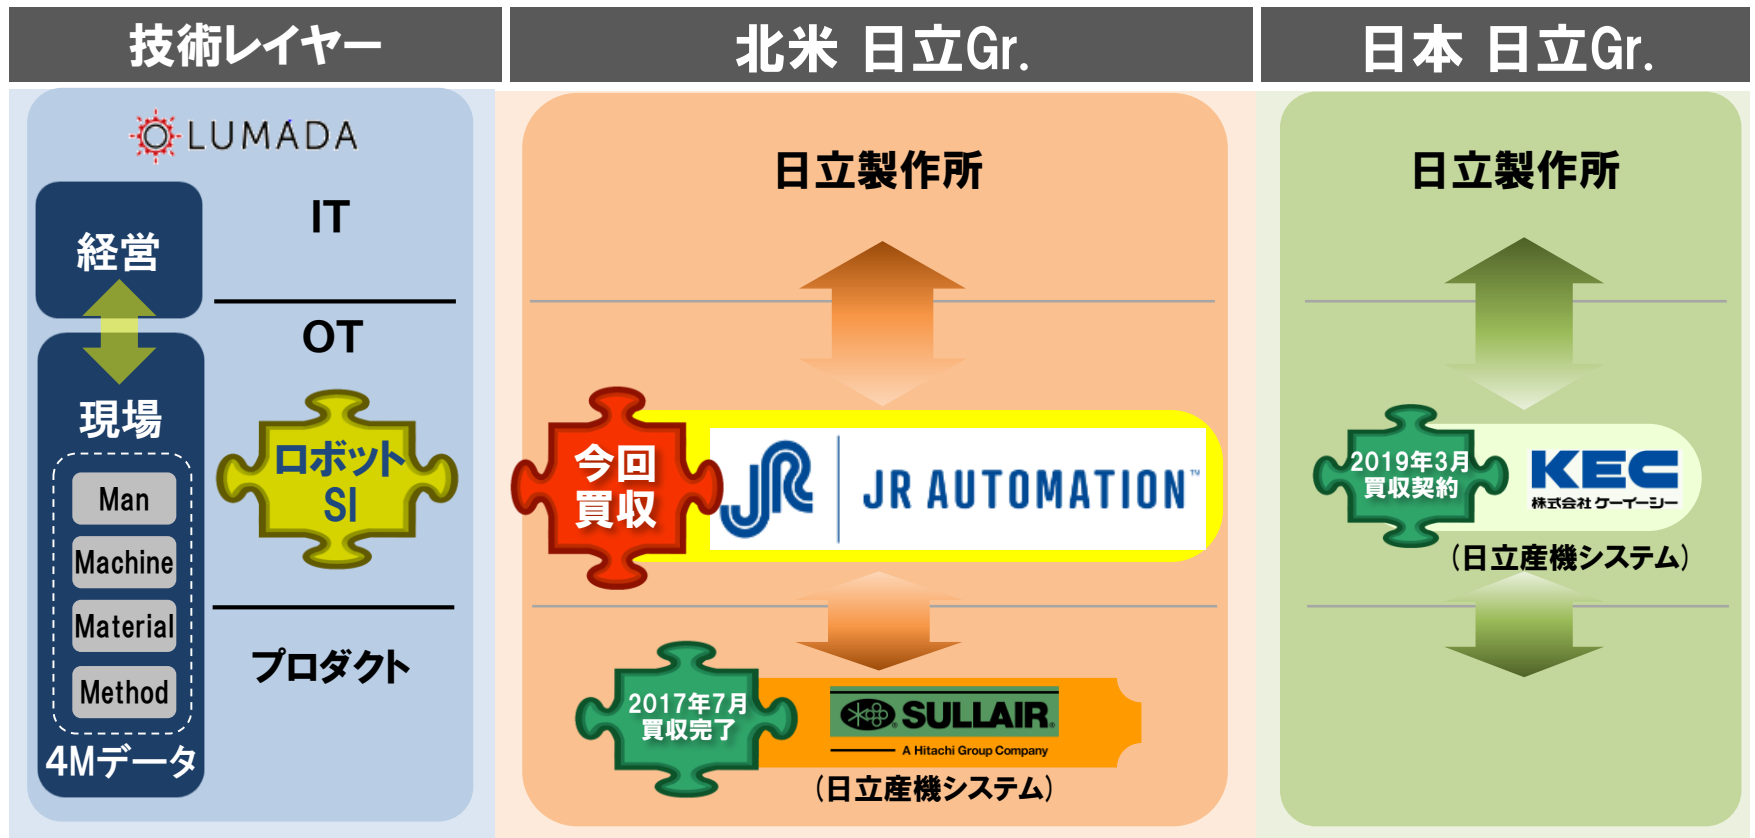 技術レイヤー
北米 日立Gr.
日本 日立Gr.
LUMADA
経営
現場
Man
Machine
Material
Method
4Mデータ
IT
OT
ロボット
SI
プロダクト
日立製作所
今回
買収
JR
JR AUTOMATION™
2017年7月
買収完了
SULLAIR®
A Hitachi Group Company
(日立産機システム)
日立製作所
2019年3月
買収契約
KEC
株式会社 ケーイーシー
(日立産機システム)